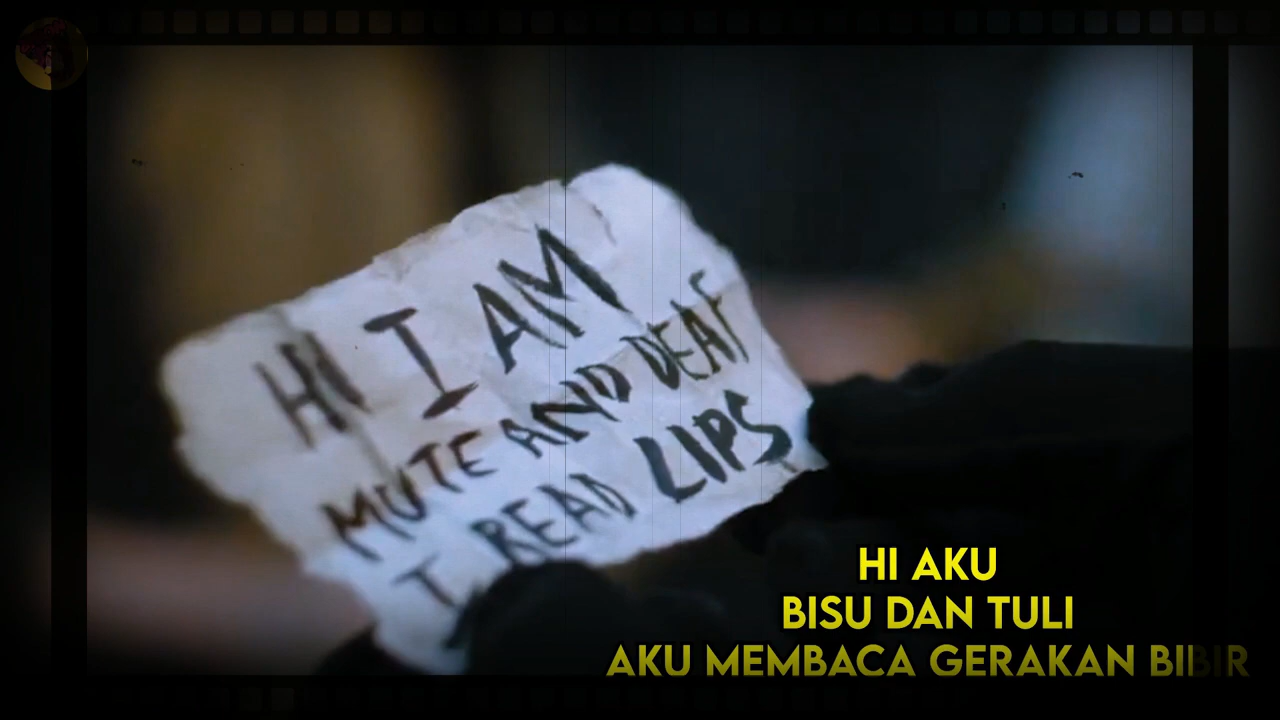 HI I AM
MUTE AND DEAF
I READ LIPS
HI AKU
BISU DAN TULI
AKU MEMBACA GERAKAN BIBIR